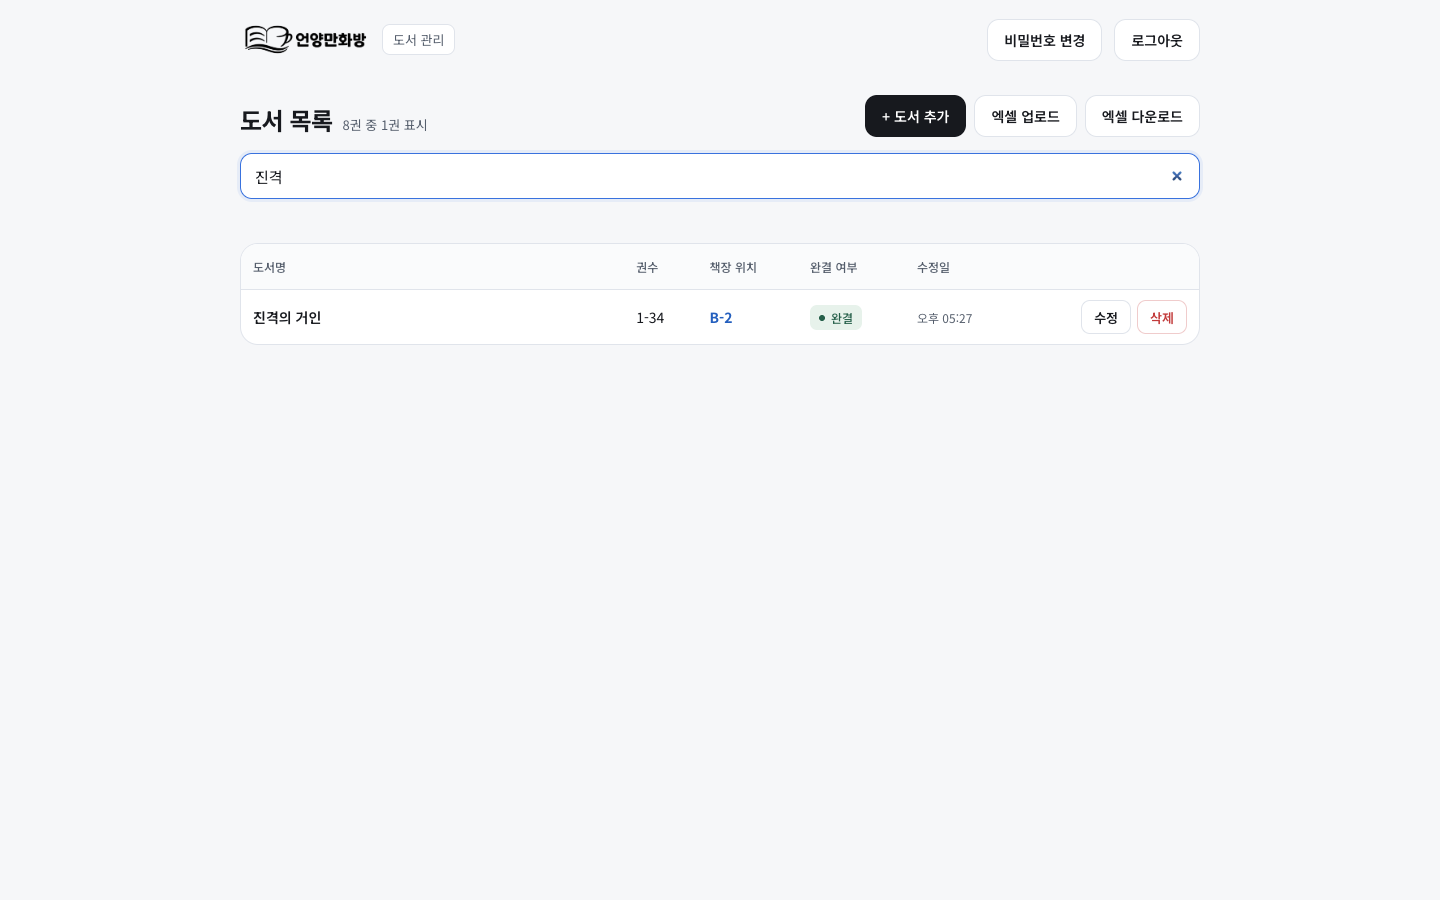 언양만화방 도서 관리 비밀번호 변경 로그아웃
도서 목록 8권 중 1권 표시 + 도서 추가 엑셀 업로드 엑셀 다운로드
진격 ×
도서명 권수 책장 위치 완결 여부 수정일
진격의 거인 1-34 B-2 완결 오후 05:27 수정 삭제